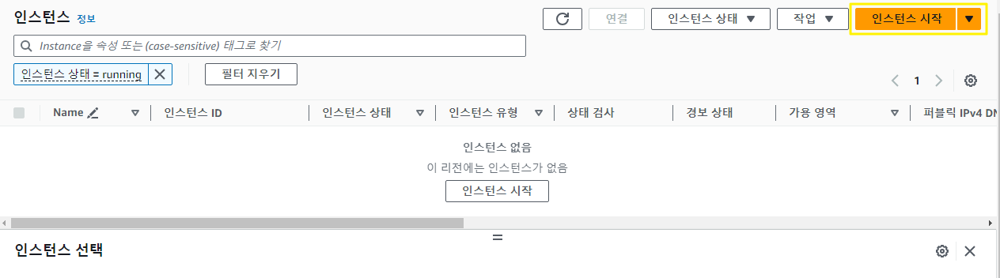 인스턴스 정보
연결 인스턴스 상태 작업 인스턴스 시작
Instance을 속성 또는 (case-sensitive) 태그로 찾기
인스턴스 상태 = running 필터 지우기
1
Name 인스턴스 ID 인스턴스 상태 인스턴스 유형 상태 검사 경보 상태 가용 영역 퍼블릭 IPv4 DN
인스턴스 없음
이 리전에는 인스턴스가 없음
인스턴스 시작
인스턴스 선택